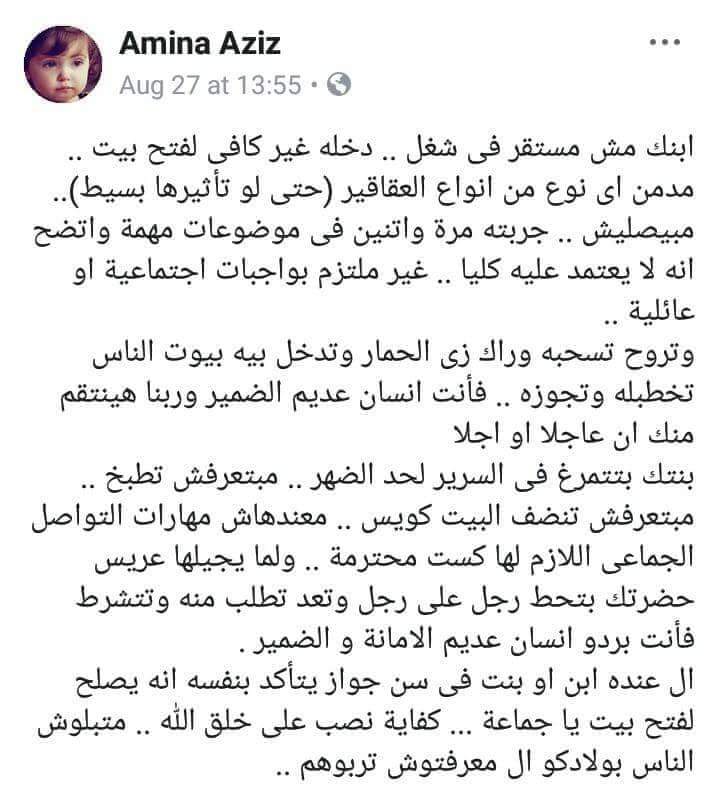 Amina Aziz
Aug 27 at 13:55
ابنك مش مستقر فى شغل .. دخله غير كافى لفتح بيت ..
مدمن اى نوع من انواع العقاقير (حتى لو تأثيرها بسيط)..
مبيصليش .. جربته مرة واتنين فى موضوعات مهمة واتضح
انه لا يعتمد عليه كليا .. غير ملتزم بواجبات اجتماعية او
عائلية ..
وتروح تسحبه وراك زى الحمار وتدخل بيه بيوت الناس
تخطبله وتجوزه .. فأنت انسان عديم الضمير وربنا هينتقم
منك ان عاجلا او اجلا
بنتك بتتمرغ فى السرير لحد الضهر .. مبتعرفش تطبخ ..
مبتعرفش تنضف البيت كويس .. معندهاش مهارات التواصل
الجماعى اللازم لها كست محترمة .. ولما يجيلها عريس
حضرتك بتحط رجل على رجل وتعد تطلب منه وتتشرط
فأنت بردو انسان عديم الامانة و الضمير .
ال عنده ابن او بنت فى سن جواز يتأكد بنفسه انه يصلح
لفتح بيت يا جماعة ... كفاية نصب على خلق الله .. متبلوش
الناس بولادكو ال معرفتوش تربوهم ..